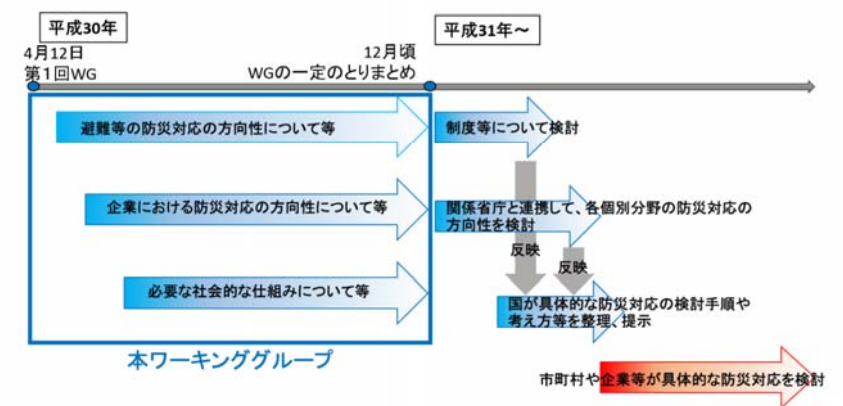 平成30年
平成31年～
4月12日
第1回WG
12月頃
WGの一定のとりまとめ
避難等の防災対応の方向性について等
制度等について検討
企業における防災対応の方向性について等
関係省庁と連携して、各個別分野の防災対応の
方向性を検討
反映
反映
必要な社会的な仕組みについて等
国が具体的な防災対応の検討手順や
考え方等を整理、提示
本ワーキンググループ
市町村や企業等が具体的な防災対応を検討